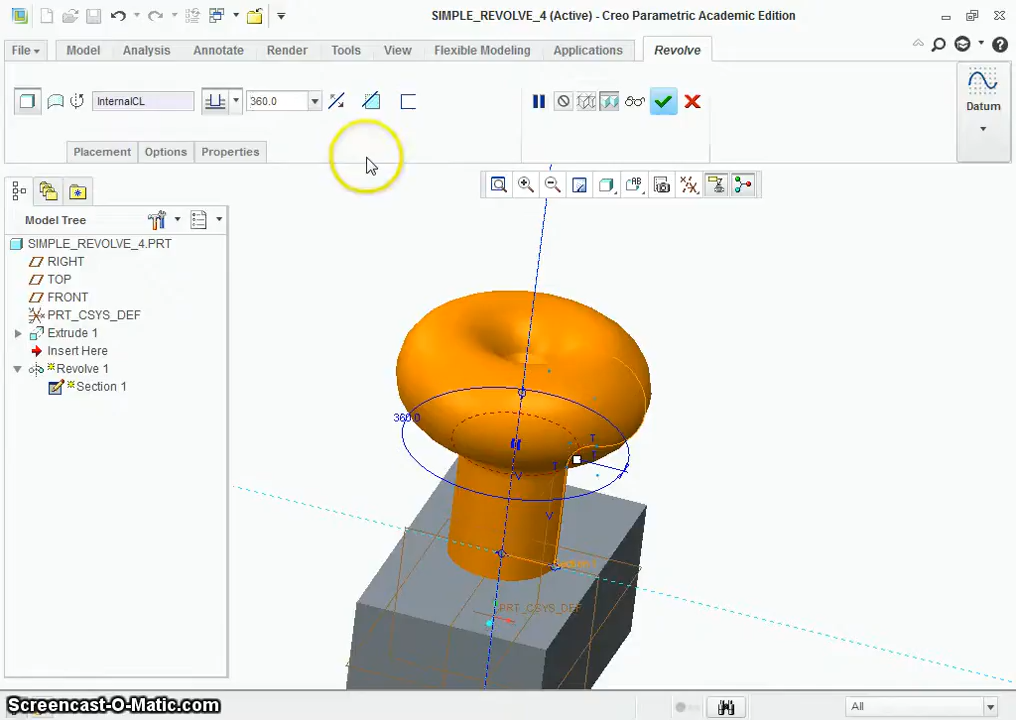 SIMPLE_REVOLVE_4 (Active) - Creo Parametric Academic Edition
File Model Analysis Annotate Render Tools View Flexible Modeling Applications Revolve
InternalCL 360.0
Datum
Placement Options Properties
Model Tree
SIMPLE_REVOLVE_4.PRT
RIGHT
TOP
FRONT
PRT_CSYS_DEF
Extrude 1
Insert Here
Revolve 1
Section 1
360.0
T
T
T
V
V
PRT_CSYS_DEF
Screencast-O-Matic.com
All